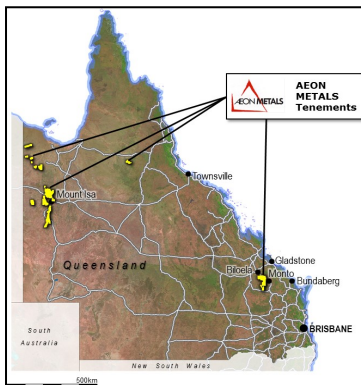 AEON METALS
AEON
METALS
Tenements
Townsville
Mount Isa
Queensland
Gladstone
Biloela
Monto
Bundaberg
BRISBANE
South
Australia
New South Wales
500km